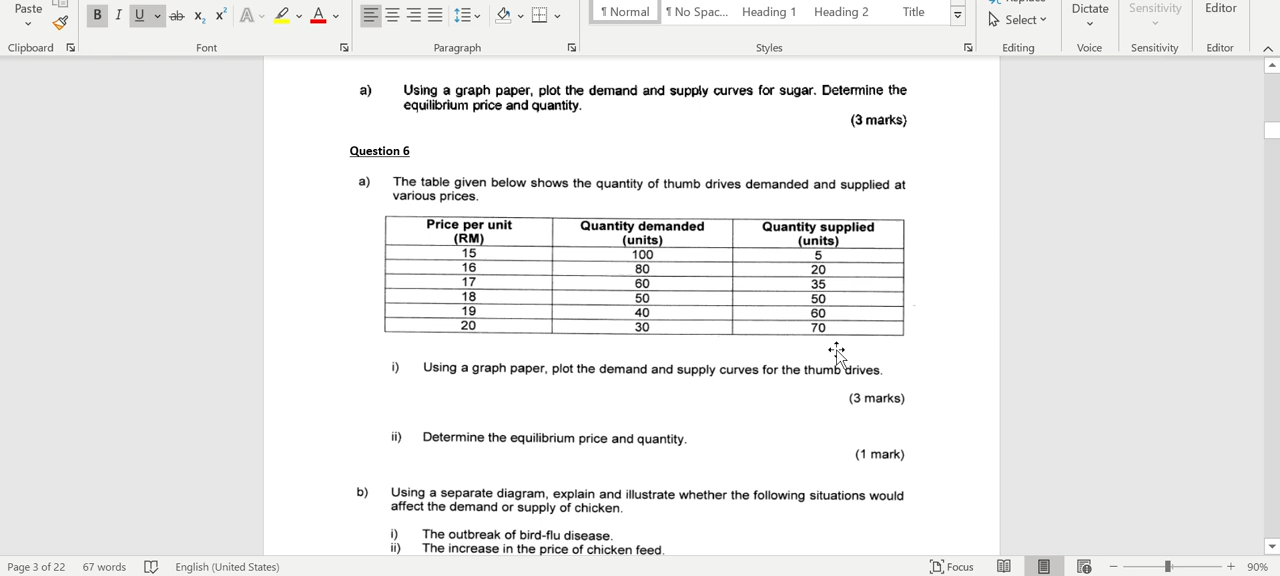 Paste
Replace
Select
Dictate
Sensitivity
Editor
B I U ab x₂ x² A A
¶ Normal ¶ No Spac... Heading 1 Heading 2 Title
Clipboard Font Paragraph Styles Editing Voice Sensitivity Editor
a) Using a graph paper, plot the demand and supply curves for sugar. Determine the
equilibrium price and quantity.
(3 marks)
Question 6
a) The table given below shows the quantity of thumb drives demanded and supplied at
various prices.
Price per unit Quantity demanded Quantity supplied
(RM) (units) (units)
15 100 5
16 80 20
17 60 35
18 50 50
19 40 60
20 30 70
i) Using a graph paper, plot the demand and supply curves for the thumb drives.
(3 marks)
ii) Determine the equilibrium price and quantity.
(1 mark)
b) Using a separate diagram, explain and illustrate whether the following situations would
affect the demand or supply of chicken.
i) The outbreak of bird-flu disease.
ii) The increase in the price of chicken feed.
Page 3 of 22 67 words English (United States) Focus 90%